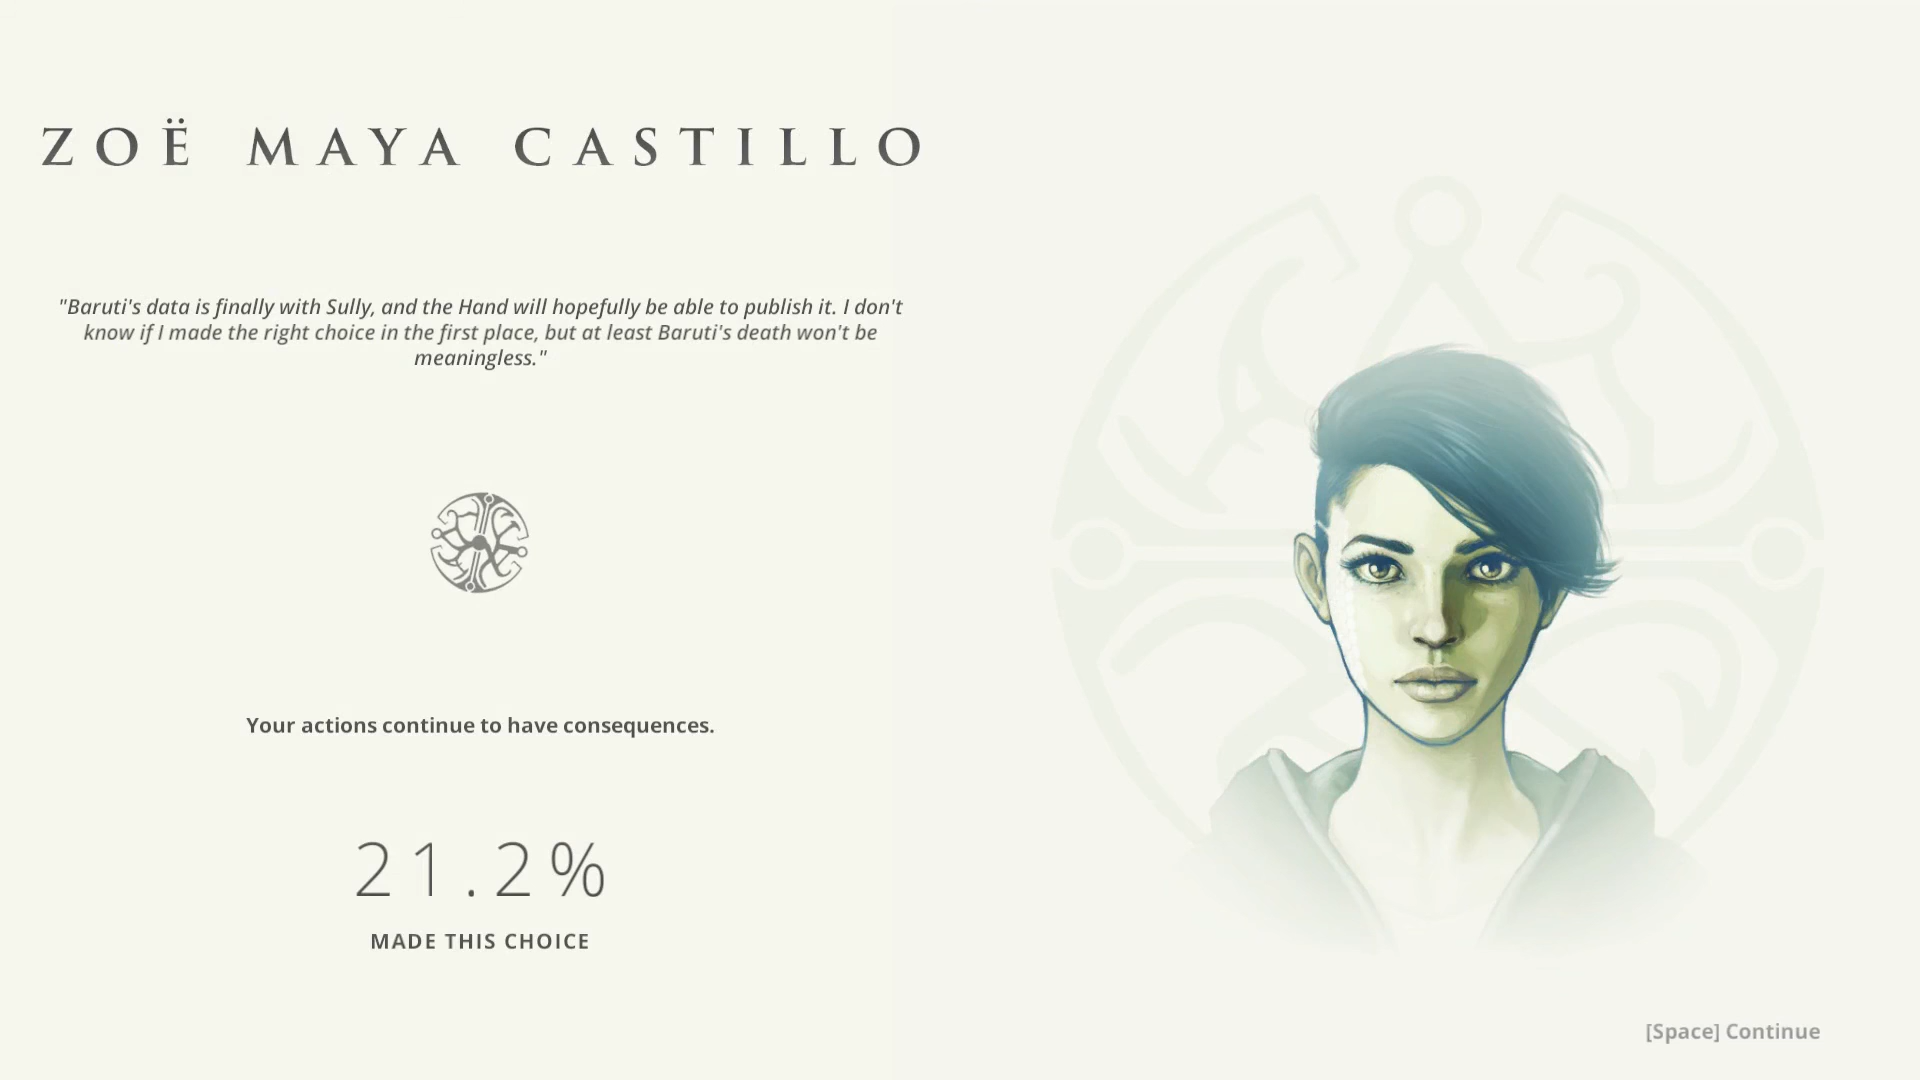 ZOË MAYA CASTILLO
"Baruti's data is finally with Sully, and the Hand will hopefully be able to publish it. I don't
know if I made the right choice in the first place, but at least Baruti's death won't be
meaningless."
Your actions continue to have consequences.
21.2%
MADE THIS CHOICE
[Space] Continue